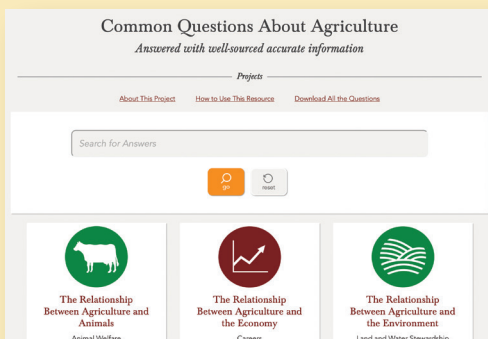 Common Questions About Agriculture
Answered with well-sourced accurate information
Projects
About This Project How to Use This Resource Download All the Questions
Search for Answers
go reset
The Relationship
Between Agriculture and
Animals
Animal Welfare
The Relationship
Between Agriculture and
the Economy
Careers
The Relationship
Between Agriculture and
the Environment
Land and Water Stewardship